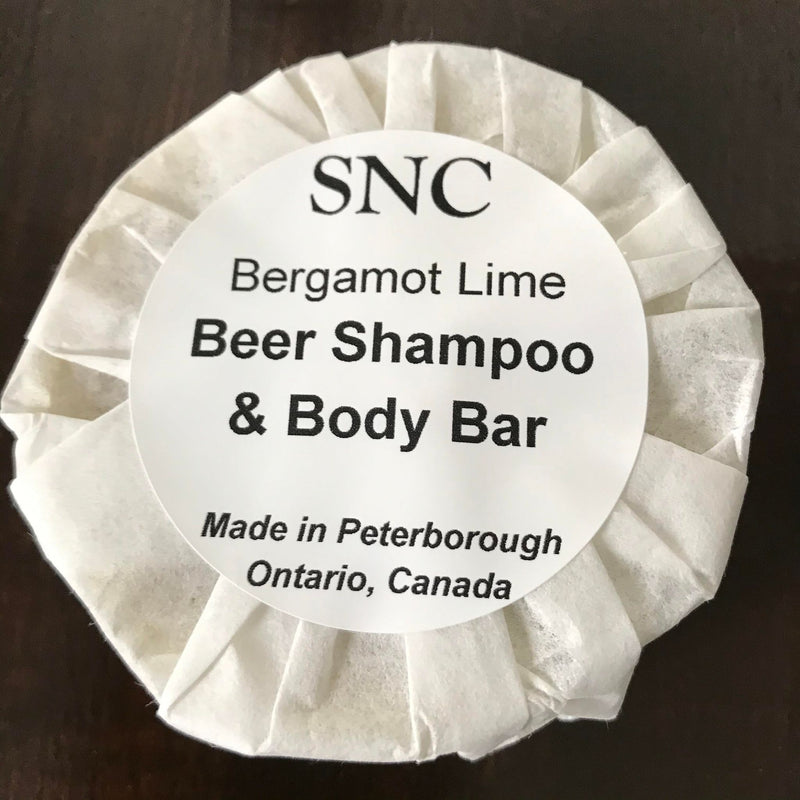 SNC
Bergamot Lime
Beer Shampoo
& Body Bar
Made in Peterborough
Ontario, Canada